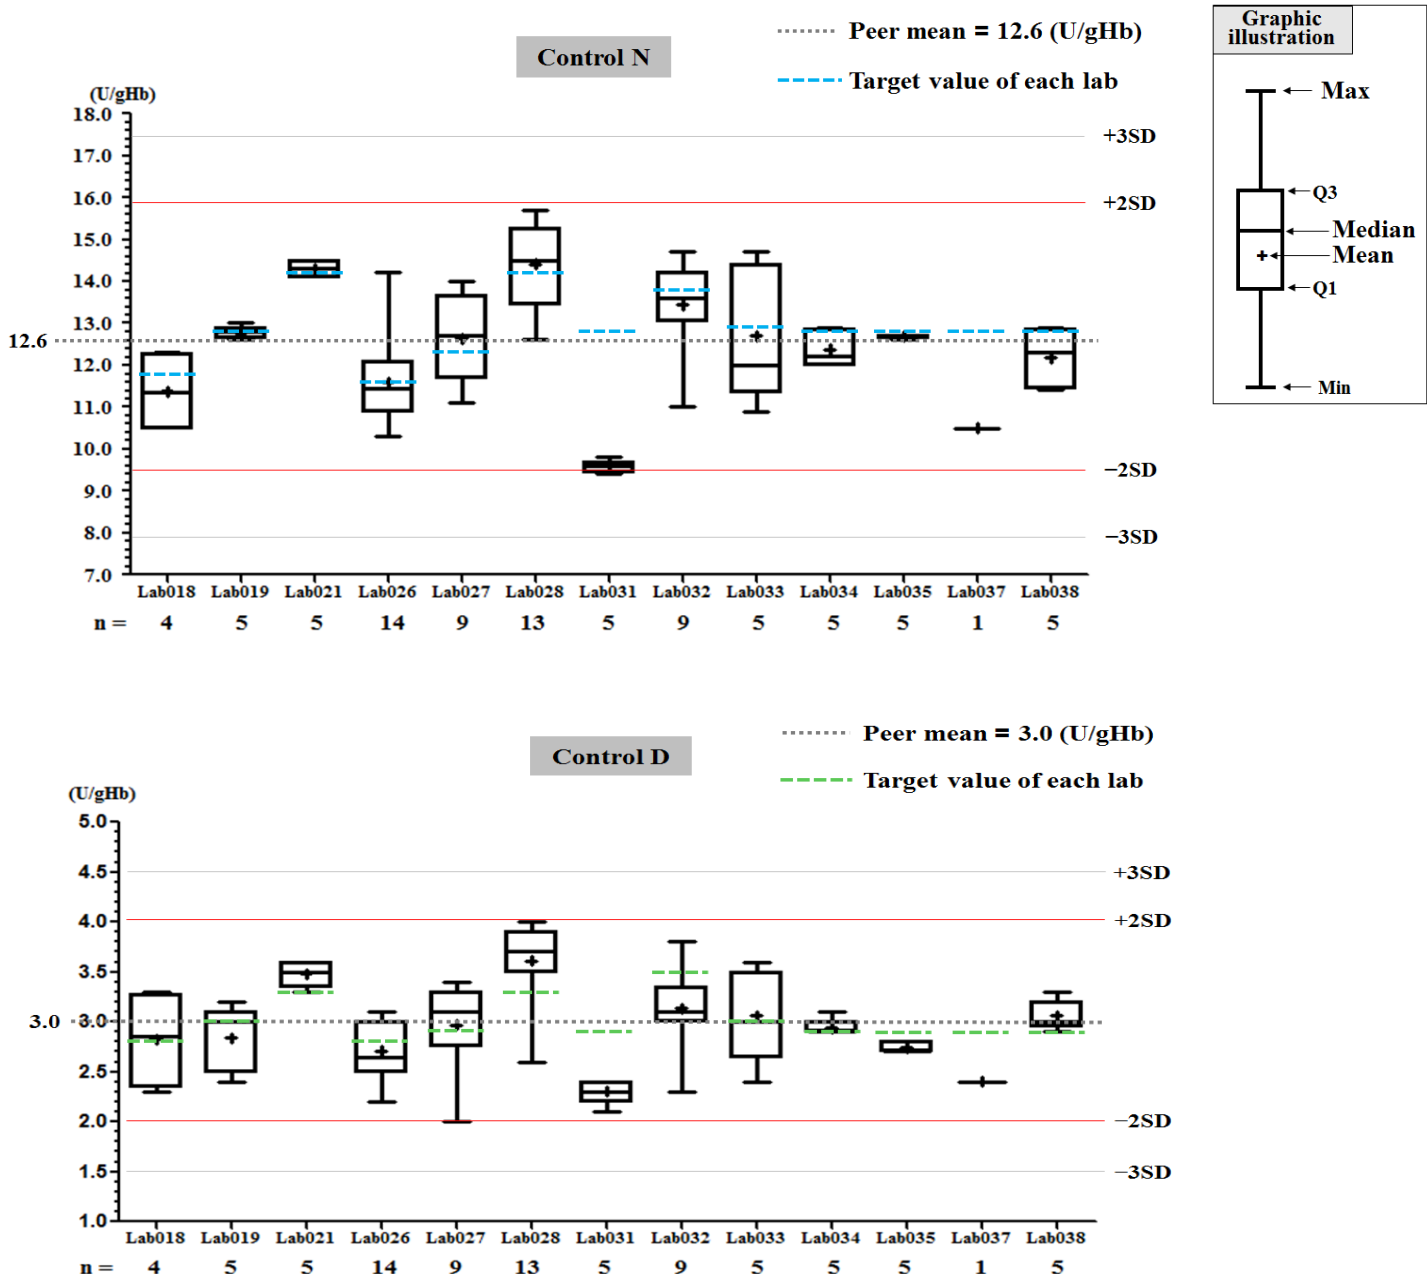 Control N
Peer mean = 12.6 (U/gHb)
Target value of each lab
Graphic
illustration
Max
Q3
Median
Mean
Q1
Min
(U/gHb)
18.0
17.0
16.0
15.0
14.0
13.0
12.6
12.0
11.0
10.0
9.0
8.0
7.0
+3SD
+2SD
−2SD
−3SD
Lab018 Lab019 Lab021 Lab026 Lab027 Lab028 Lab031 Lab032 Lab033 Lab034 Lab035 Lab037 Lab038
n = 4 5 5 14 9 13 5 9 5 5 5 1 5
Control D
Peer mean = 3.0 (U/gHb)
Target value of each lab
(U/gHb)
5.0
4.5
4.0
3.5
3.0 3.0
2.5
2.0
1.5
1.0
+3SD
+2SD
−2SD
−3SD
Lab018 Lab019 Lab021 Lab026 Lab027 Lab028 Lab031 Lab032 Lab033 Lab034 Lab035 Lab037 Lab038
n = 4 5 5 14 9 13 5 9 5 5 5 1 5